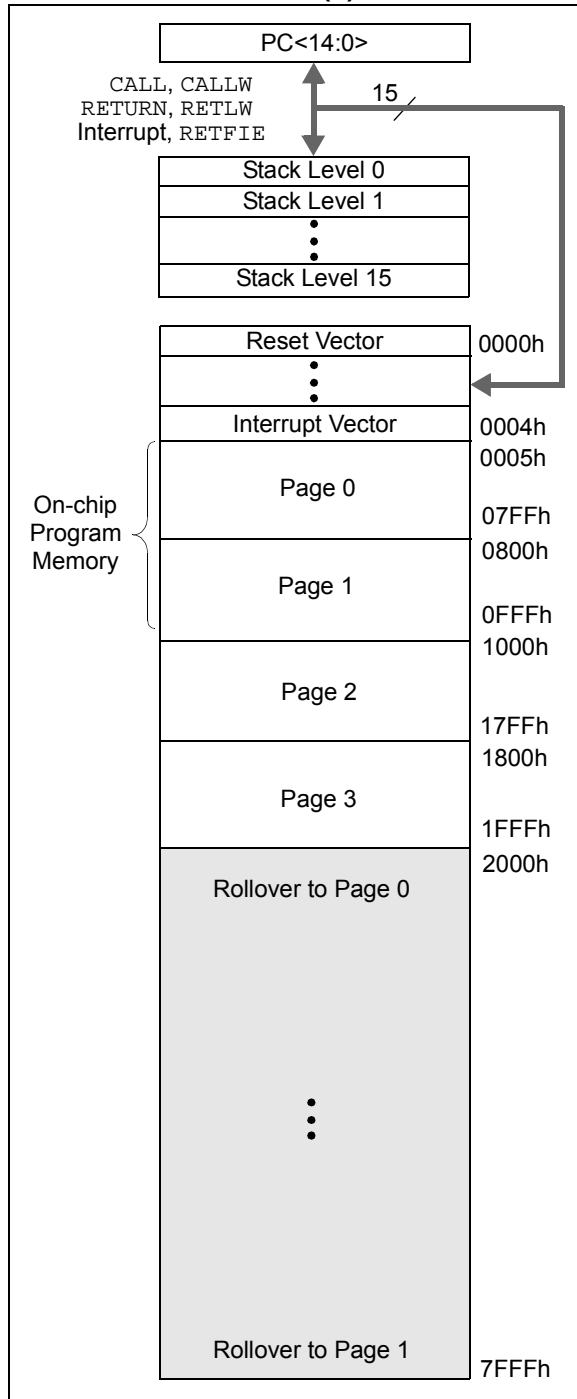 PC<14:0>
CALL, CALLW
RETURN, RETLW
Interrupt, RETFIE
15
Stack Level 0
Stack Level 1
Stack Level 15
Reset Vector
0000h
Interrupt Vector
0004h
0005h
On-chip
Program
Memory
Page 0
07FFh
0800h
Page 1
0FFFh
1000h
Page 2
17FFh
1800h
Page 3
1FFFh
2000h
Rollover to Page 0
Rollover to Page 1
7FFFh